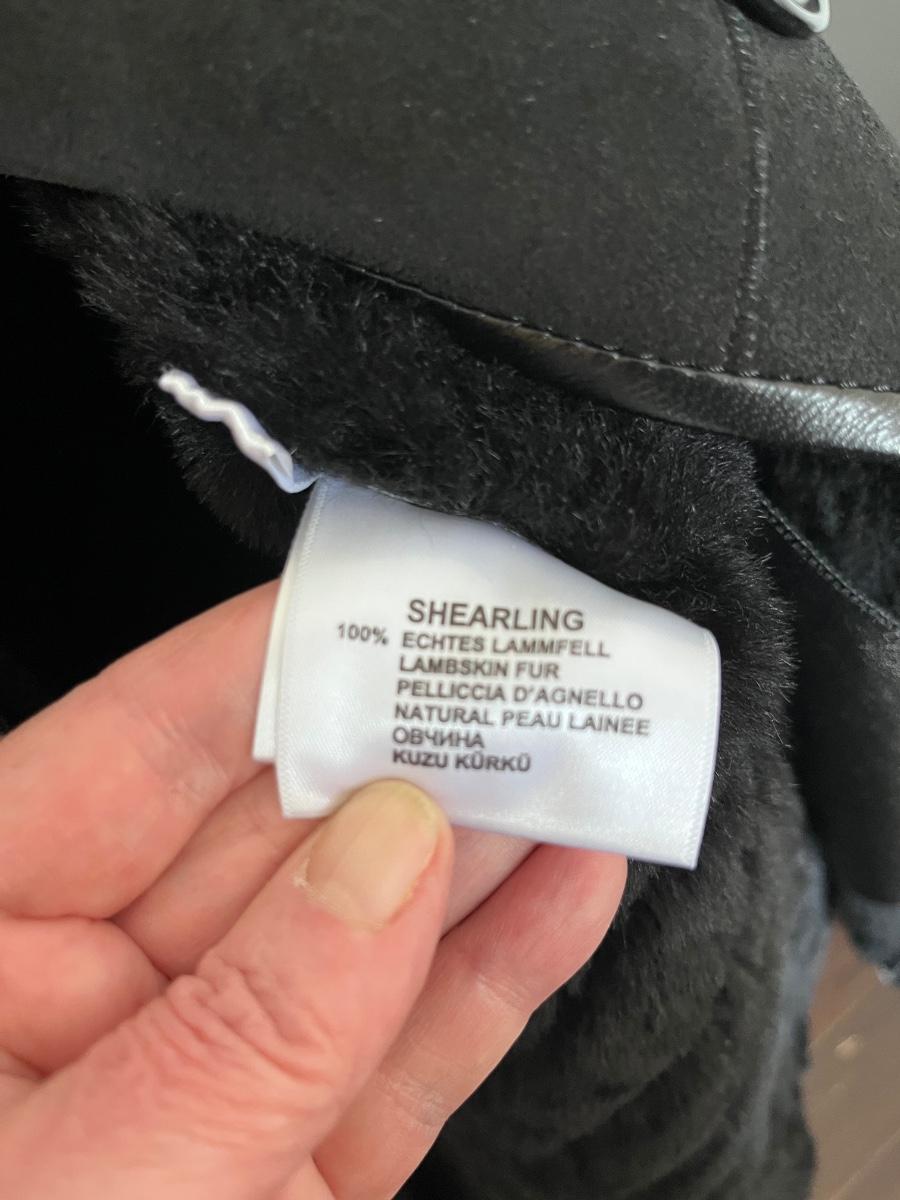 SHEARLING
100% ECHTES LAMMFELL
LAMBSKIN FUR
PELLICCIA D'AGNELLO
NATURAL PEAU LAINEE
ОВЧИНА
KUZU KÜRKÜ